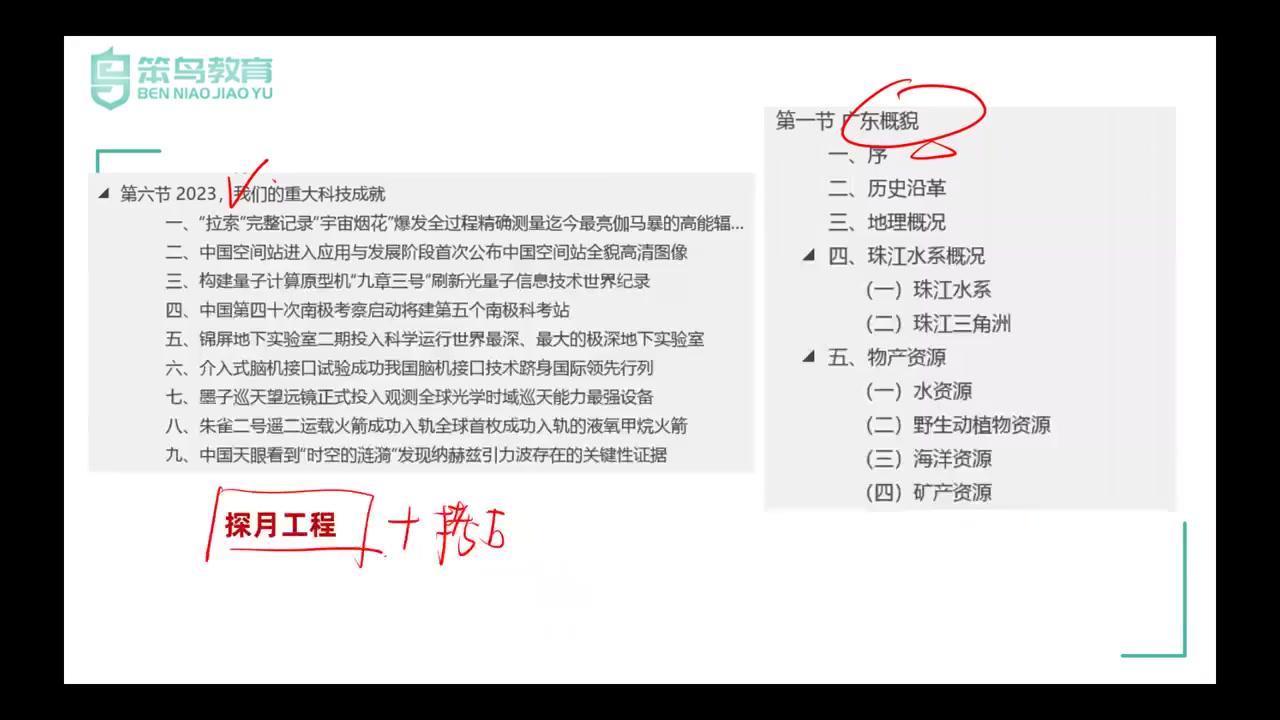 笨鸟教育
BEN NIAO JIAO YU
第六节 2023，我们的重大科技成就
一、“拉索”完整记录“宇宙烟花”爆发全过程精确测量迄今最亮伽马暴的高能辐...
二、中国空间站进入应用与发展阶段首次公布中国空间站全貌高清图像
三、构建量子计算原型机“九章三号”刷新光量子信息技术世界纪录
四、中国第四十次南极考察启动将建第五个南极科考站
五、锦屏地下实验室二期投入科学运行世界最深、最大的极深地下实验室
六、介入式脑机接口试验成功我国脑机接口技术跻身国际领先行列
七、墨子巡天望远镜正式投入观测全球光学时域巡天能力最强设备
八、朱雀二号遥二运载火箭成功入轨全球首枚成功入轨的液氧甲烷火箭
九、中国天眼看到“时空的涟漪”发现纳赫兹引力波存在的关键性证据
探月工程 +
第一节 广东概貌
一、序
二、历史沿革
三、地理概况
四、珠江水系概况
（一）珠江水系
（二）珠江三角洲
五、物产资源
（一）水资源
（二）野生动植物资源
（三）海洋资源
（四）矿产资源